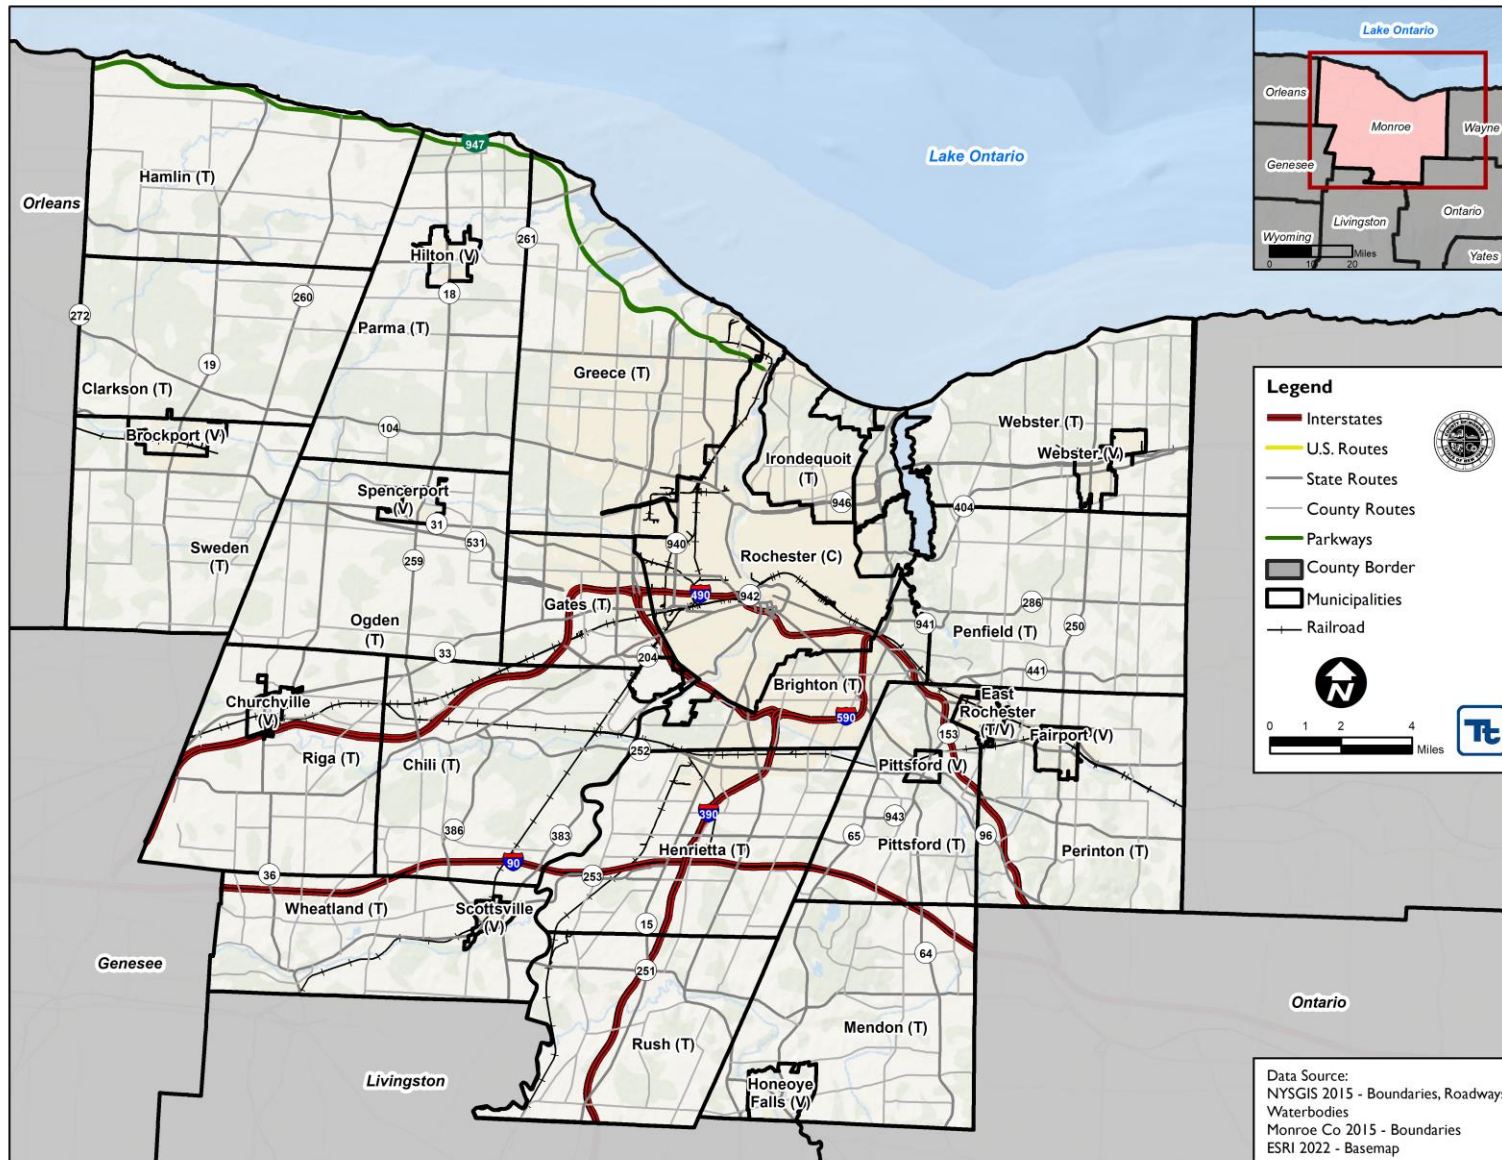 Lake Ontario
947
Hamlin (T)
Orleans
Hilton (V)
261
18
260
272
Parma (T)
19
Greece (T)
Clarkson (T)
104
Brockport (V)
Irondequoit
(T)
Webster (T)
Webster (V)
Spencerport
(V)
31
946
404
531
940
Rochester (C)
Sweden
(T)
259
490
942
Gates (T)
286
Ogden
(T)
941
Penfield (T)
250
33
204
441
Brighton (T)
Churchville
(V)
East
Rochester
(T/V)
590
153
Fairport (V)
252
Riga (T)
Chili (T)
Pittsford (V)
390
943
386
383
65
96
Henrietta (T)
Pittsford (T)
Perinton (T)
90
36
253
Wheatland (T)
Scottsville
(V)
15
64
Genesee
251
Ontario
Mendon (T)
Rush (T)
Livingston
Honeoye
Falls (V)
Lake Ontario
Orleans
Monroe
Wayne
Genesee
Livingston
Ontario
Wyoming
Yates
0 10 20 Miles
Legend
Interstates
U.S. Routes
State Routes
County Routes
Parkways
County Border
Municipalities
Railroad
N
0 2 4
Miles
Tt
Data Source:
NYSGIS 2015 - Boundaries, Roadways
Waterbodies
Monroe Co 2015 - Boundaries
ESRI 2022 - Basemap